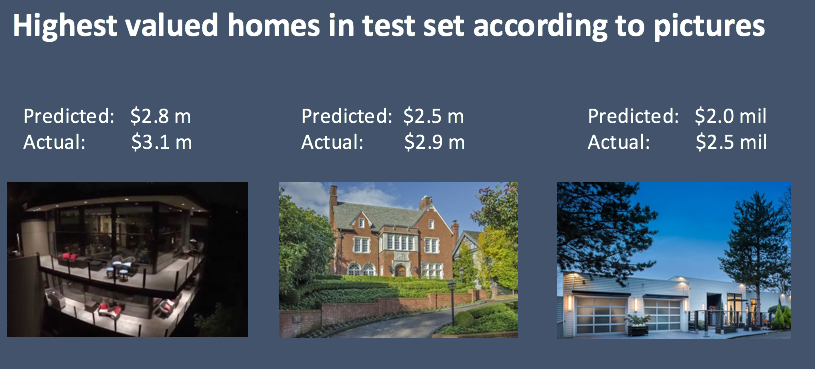 Highest valued homes in test set according to pictures
Predicted: $2.8 m
Actual: $3.1 m
Predicted: $2.5 m
Actual: $2.9 m
Predicted: $2.0 mil
Actual: $2.5 mil